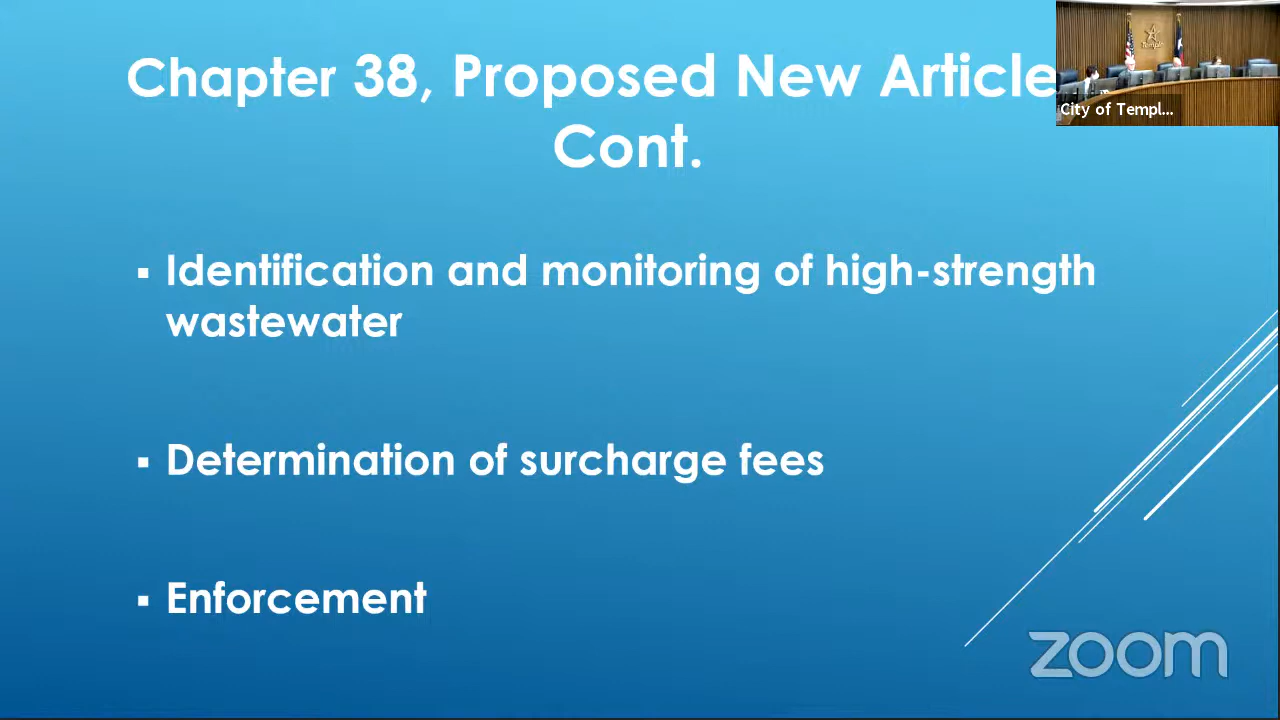 Chapter 38, Proposed New Article
Cont.
Temple
City of Templ...
▪ Identification and monitoring of high-strength
wastewater
▪ Determination of surcharge fees
▪ Enforcement
zoom